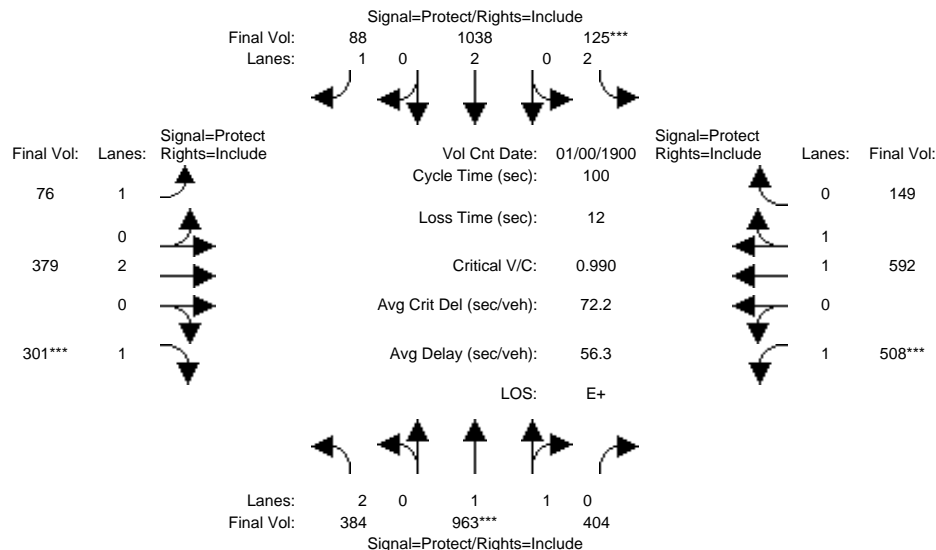 Signal=Protect/Rights=Include
Final Vol: 88 1038 125***
Lanes: 1 0 2 0 2
Signal=Protect
Final Vol: Lanes: Rights=Include
Vol Cnt Date: 01/00/1900
Signal=Protect
Rights=Include Lanes: Final Vol:
Cycle Time (sec): 100
76 1
0 149
Loss Time (sec): 12
0
1
379 2
Critical V/C: 0.990
1 592
0
Avg Crit Del (sec/veh): 72.2
0
301*** 1
Avg Delay (sec/veh): 56.3
1 508***
LOS: E+
Lanes: 2 0 1 1 0
Final Vol: 384 963*** 404
Signal=Protect/Rights=Include